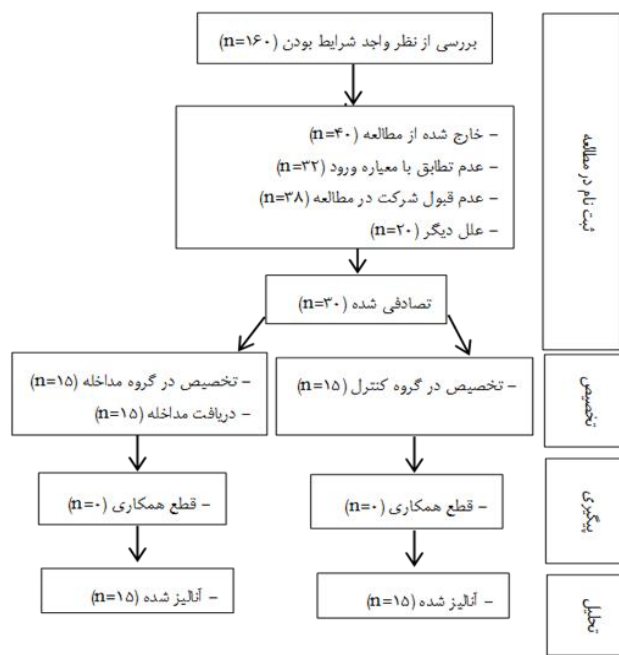 بررسی از نظر واجد شرایط بودن (n=۱۶۰)
- خارج شده از مطالعه (n=۴۰)
- عدم تطابق با معیاره ورود (n=۳۲)
- عدم قبول شرکت در مطالعه (n=۳۸)
- علل دیگر (n=۲۰)
تصادفی شده (n=۳۰)
ثبت نام در مطالعه
- تخصیص در گروه کنترل (n=۱۵)
- تخصیص در گروه مداخله (n=۱۵)
- دریافت مداخله (n=۱۵)
تخصیص
- قطع همکاری (n=۰)
- قطع همکاری (n=۰)
پیگیری
- آنالیز شده (n=۱۵)
- آنالیز شده (n=۱۵)
تحلیل